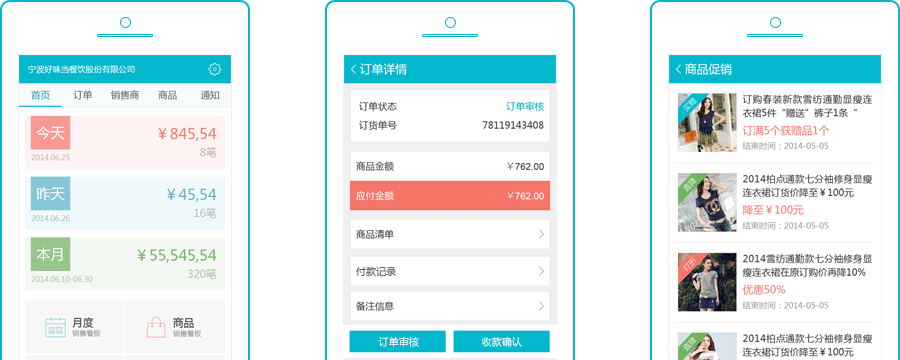 宁波好味当餐饮股份有限公司
首页 订单 销售商 商品 通知
今天 ￥845,54
2014.06.25 8笔
昨天 ￥45,54
2014.06.26 16笔
本月 ￥55,545,54
2014.06.10-06.30 320笔
月度
销售看板
商品
销售看板
订单详情
订单状态 订单审核
订货单号 78119143408
商品金额 ￥762.00
应付金额 ￥762.00
商品清单
付款记录
备注信息
订单审核 收款确认
商品促销
买赠
订购春装新款雪纺通勤显瘦连
衣裙5件“赠送”裤子1条“
订满5个获赠品1个
结束时间：2014-05-05
直降
2014柏点通款七分袖修身显瘦
连衣裙订货价降至￥100元
降至￥100元
结束时间：2014-05-05
打折
2014雪纺通勤款七分袖修身显
瘦连衣裙在原订购价再降10%
优惠50%
结束时间：2014-05-05
直降
2014柏点通款七分袖修身显瘦
连衣裙订货价降至￥100元